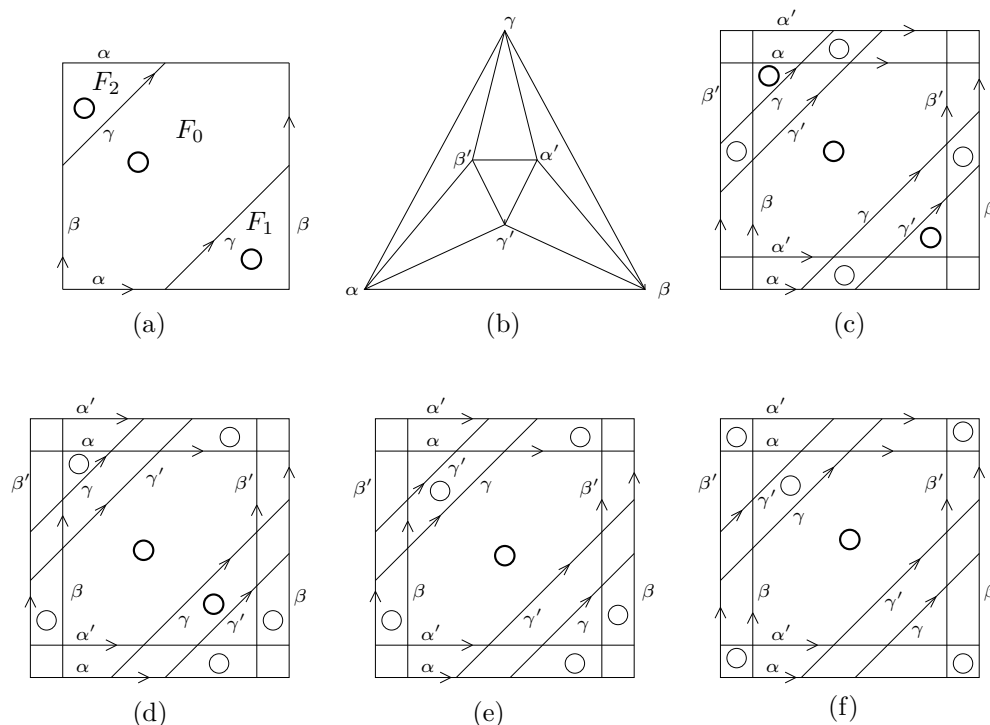 α
F₂
γ
F₀
β
F₁
γ
β
α
(a)
γ
β′
α′
γ′
α
β
(b)
α′
α
β′
γ
γ′
β′
β
γ
β
α′
γ′
α
(c)
α′
α
β′
γ
γ′
β′
β
β
α′
γ
γ′
α
(d)
α′
α
γ′
β′
γ
β′
β
β
α′
γ′
γ
α
(e)
α′
α
β′
γ′
γ
β′
β
β
γ′
α′
γ
α
(f)